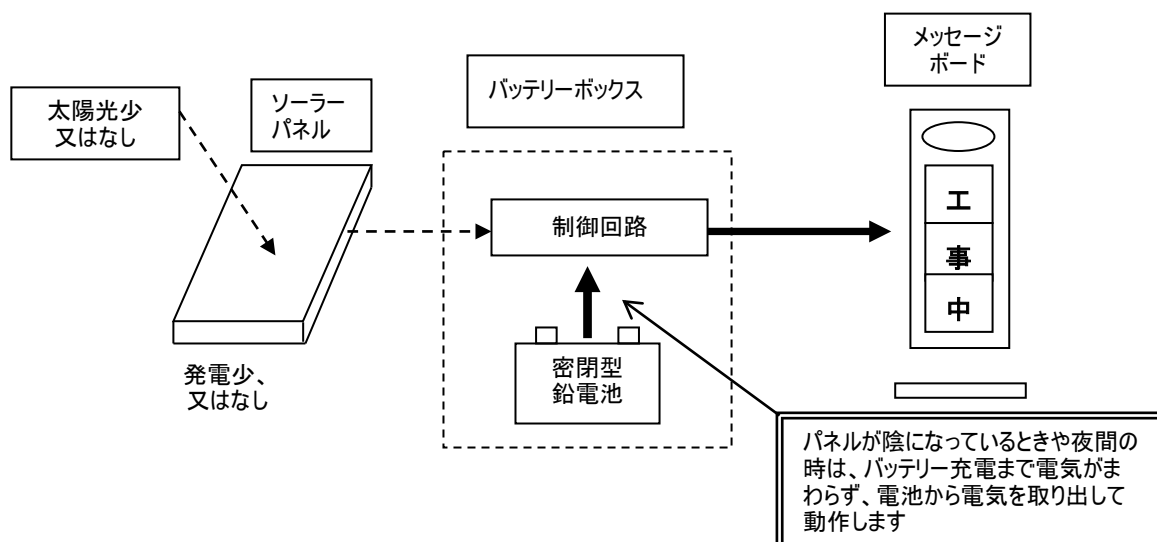 メッセージ
ボード
バッテリーボックス
ソーラー
パネル
太陽光少
又はなし
制御回路
工
事
中
密閉型
鉛電池
発電少、
又はなし
パネルが陰になっているときや夜間の
時は、バッテリー充電まで電気がま
わらず、電池から電気を取り出して
動作します